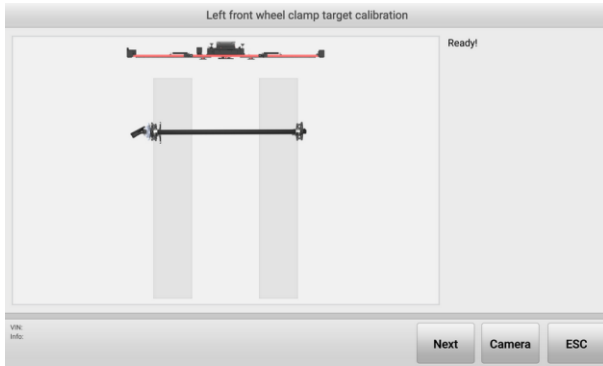 Left front wheel clamp target calibration
Ready!
VIN:
Info:
Next
Camera
ESC